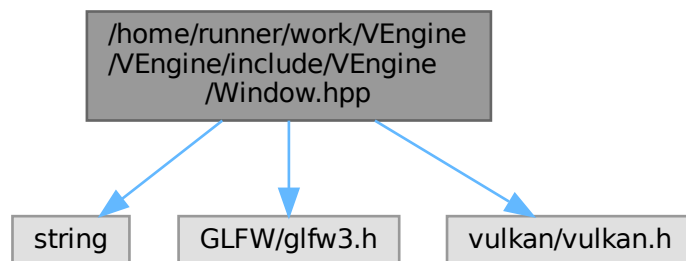 /home/runner/work/VEngine
/VEngine/include/VEngine
/Window.hpp
string
GLFW/glfw3.h
vulkan/vulkan.h